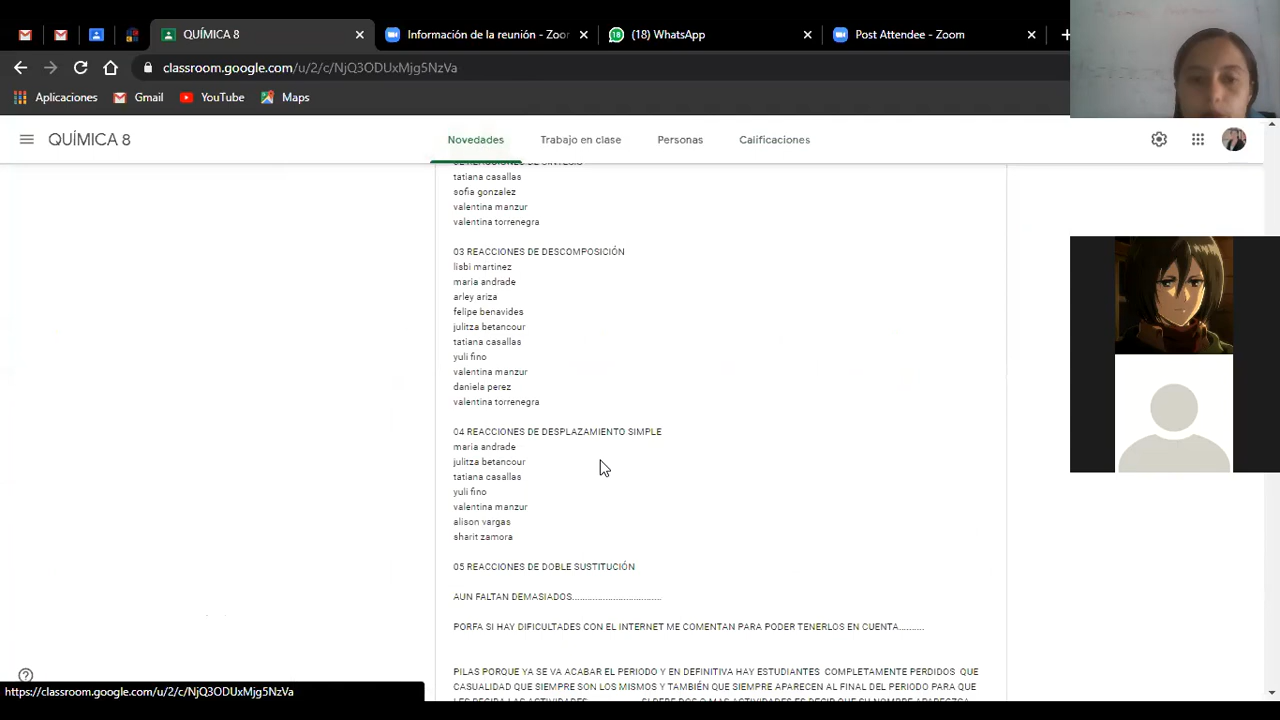 QUÍMICA 8
Información de la reunión - Zoor
(18) WhatsApp
Post Attendee - Zoom
classroom.google.com/u/2/c/NjQ3ODUxMjg5NzVa
Aplicaciones
Gmail
YouTube
Maps
QUÍMICA 8
Novedades
Trabajo en clase
Personas
Calificaciones
tatiana casallas
sofia gonzalez
valentina manzur
valentina torrenegra
03 REACCIONES DE DESCOMPOSICIÓN
lisbi martinez
maria andrade
arley ariza
felipe benavides
julitza betancour
tatiana casallas
yuli fino
valentina manzur
daniela perez
valentina torrenegra
04 REACCIONES DE DESPLAZAMIENTO SIMPLE
maria andrade
julitza betancour
tatiana casallas
yuli fino
valentina manzur
alison vargas
sharit zamora
05 REACCIONES DE DOBLE SUSTITUCIÓN
AUN FALTAN DEMASIADOS..................................
PORFA SI HAY DIFICULTADES CON EL INTERNET ME COMENTAN PARA PODER TENERLOS EN CUENTA..........
PILAS PORQUE YA SE VA ACABAR EL PERIODO Y EN DEFINITIVA HAY ESTUDIANTES COMPLETAMENTE PERDIDOS QUE
CASUALIDAD QUE SIEMPRE SON LOS MISMOS Y TAMBIÉN QUE SIEMPRE APARECEN AL FINAL DEL PERIODO PARA QUE
https://classroom.google.com/u/2/c/NjQ3ODUxMjg5NzVa